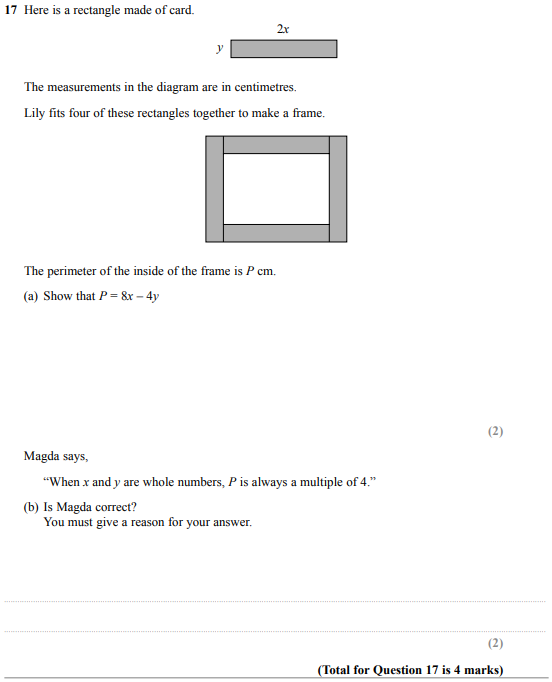 17 Here is a rectangle made of card.
2x
y
The measurements in the diagram are in centimetres.
Lily fits four of these rectangles together to make a frame.
The perimeter of the inside of the frame is P cm.
(a) Show that P = 8x – 4y
(2)
Magda says,
“When x and y are whole numbers, P is always a multiple of 4.”
(b) Is Magda correct?
You must give a reason for your answer.
(2)
(Total for Question 17 is 4 marks)